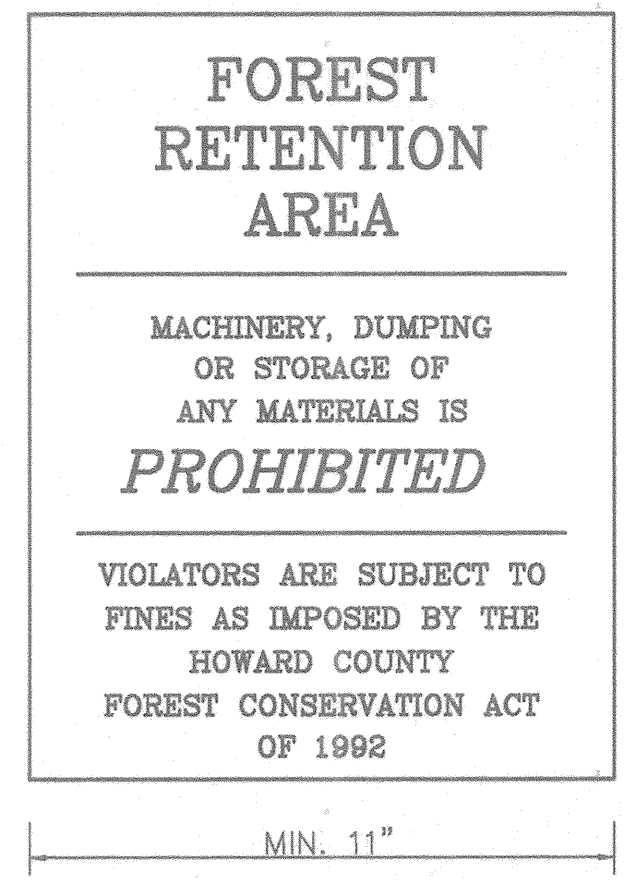 FOREST
RETENTION
AREA
MACHINERY, DUMPING
OR STORAGE OF
ANY MATERIALS IS
PROHIBITED
VIOLATORS ARE SUBJECT TO
FINES AS IMPOSED BY THE
HOWARD COUNTY
FOREST CONSERVATION ACT
OF 1992
MIN. 11"